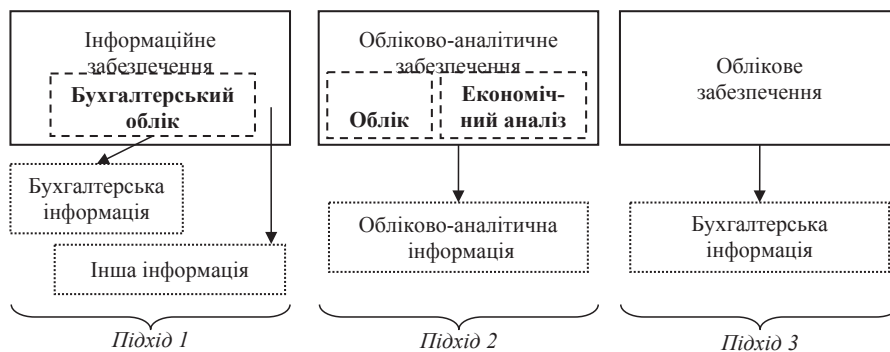 Інформаційне
забезпечення
Бухгалтерський
облік
Бухгалтерська
інформація
Інша інформація
Підхід 1
Обліково-аналітичне
забезпечення
Облік
Економіч-
ний аналіз
Обліково-аналітична
інформація
Підхід 2
Облікове
забезпечення
Бухгалтерська
інформація
Підхід 3